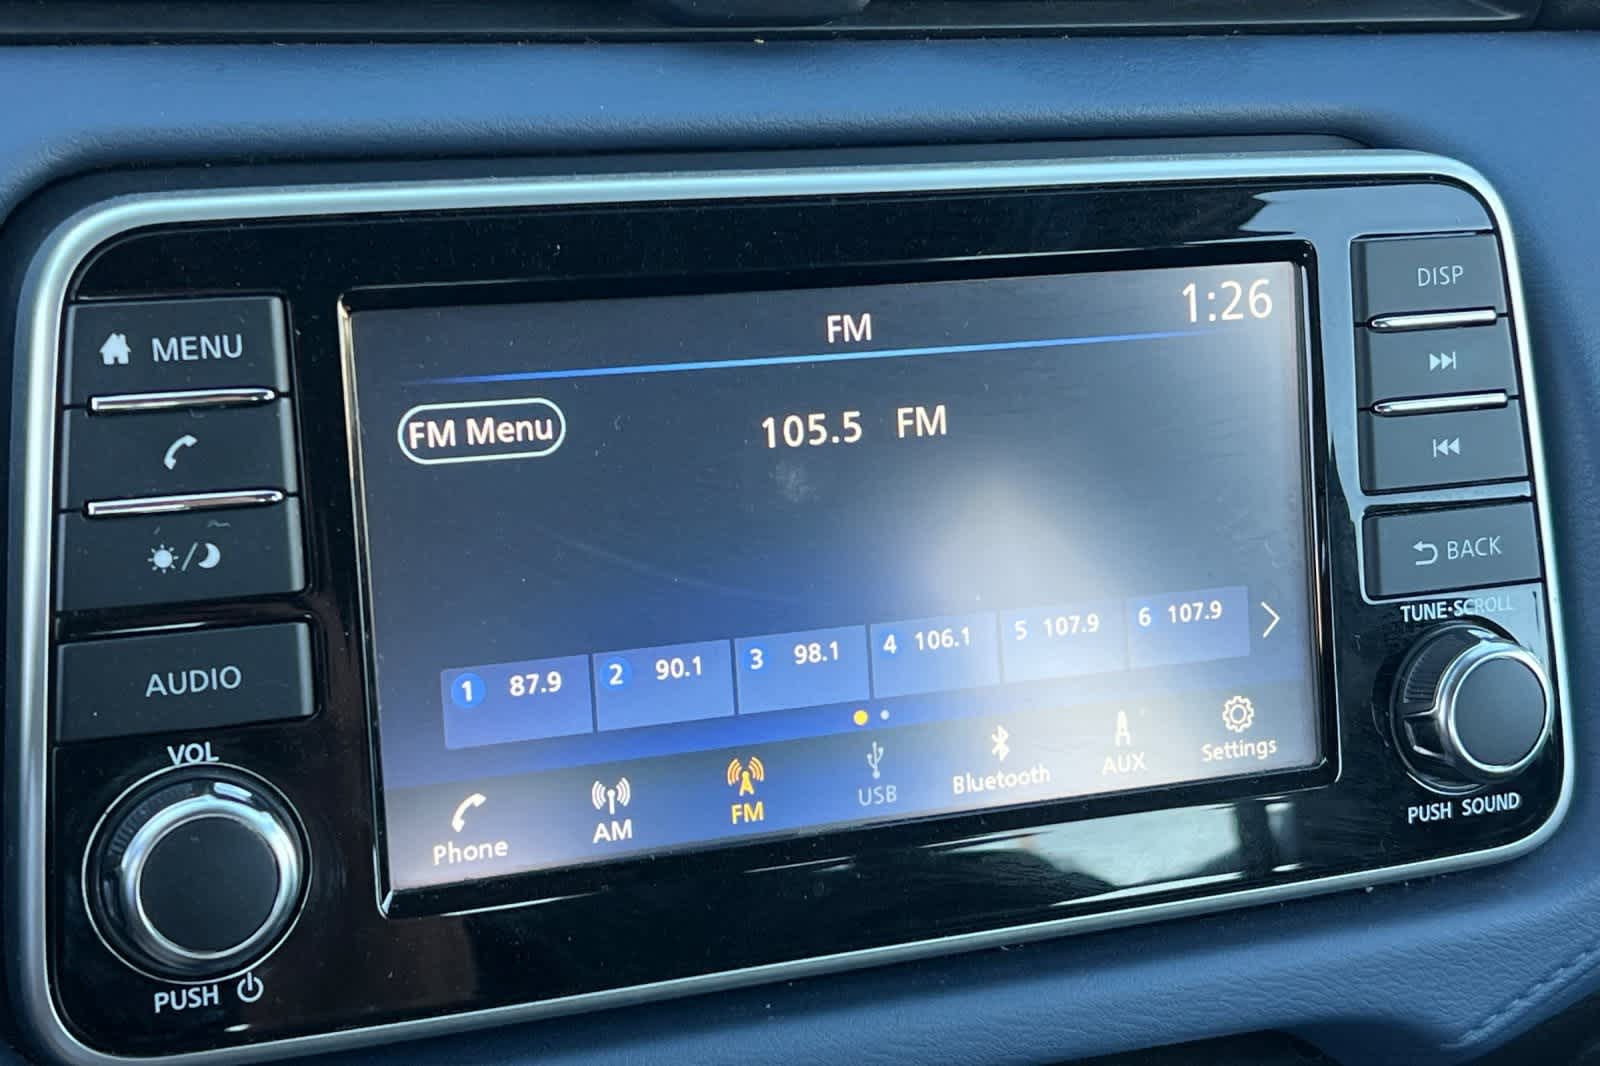 MENU
AUDIO
VOL
PUSH
FM
1:26
FM Menu
105.5 FM
1 87.9
2 90.1
3 98.1
4 106.1
5 107.9
6 107.9
Phone
AM
FM
USB
Bluetooth
AUX
Settings
DISP
BACK
TUNE·SCROLL
PUSH SOUND